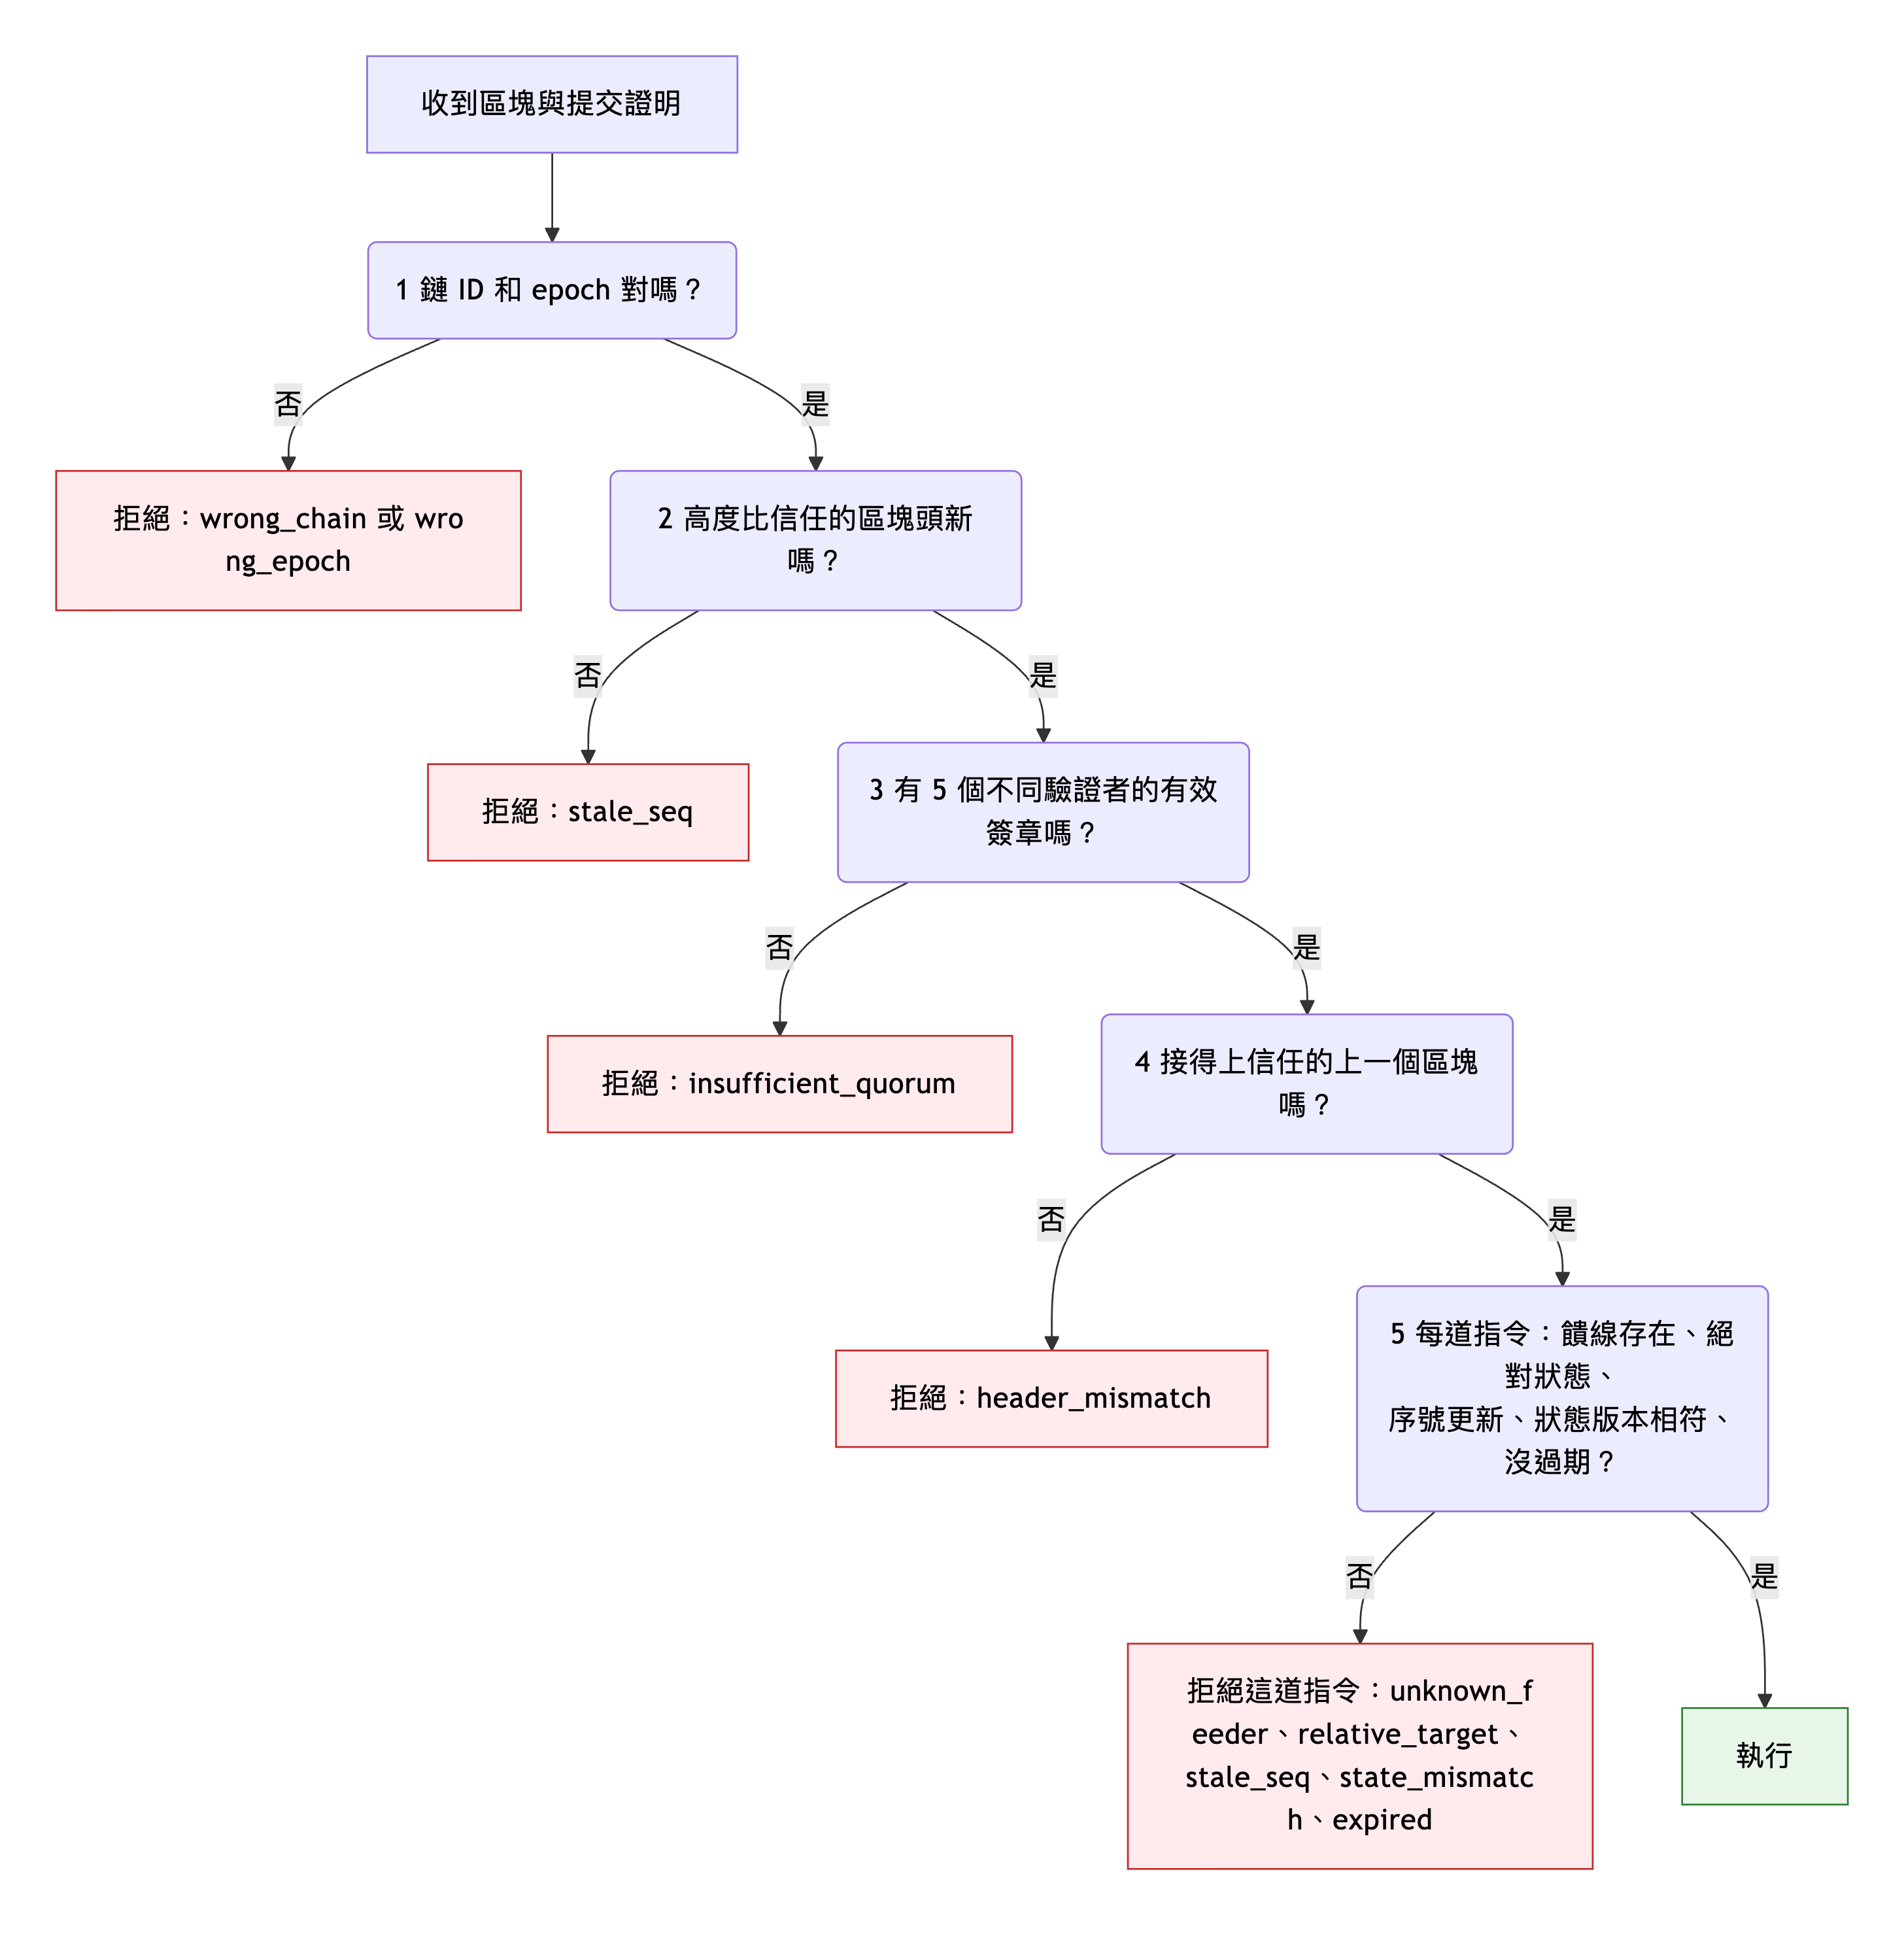 收到區塊與提交證明
1 鏈 ID 和 epoch 對嗎？
否
是
拒絕：wrong_chain 或 wro
ng_epoch
2 高度比信任的區塊頭新
嗎？
否
是
拒絕：stale_seq
3 有 5 個不同驗證者的有效
簽章嗎？
否
是
拒絕：insufficient_quorum
4 接得上信任的上一個區塊
嗎？
否
是
拒絕：header_mismatch
5 每道指令：饋線存在、絕
對狀態、
序號更新、狀態版本相符、
沒過期？
否
是
拒絕這道指令：unknown_f
eeder、relative_target、
stale_seq、state_mismatc
h、expired
執行